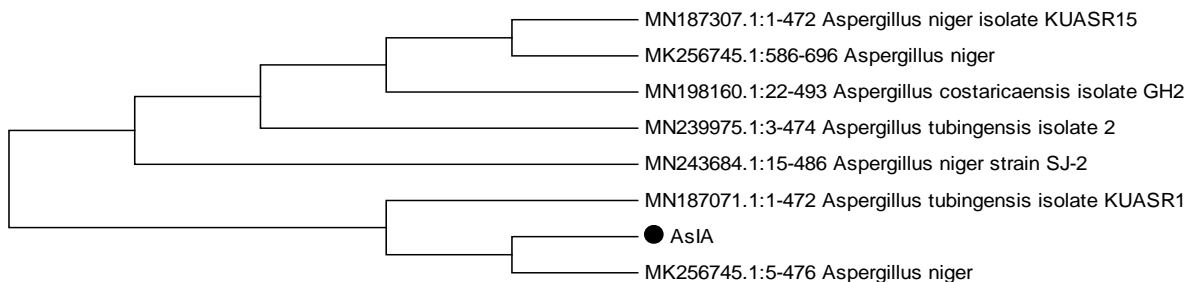 MN187307.1:1-472 Aspergillus niger isolate KUASR15
MK256745.1:586-696 Aspergillus niger
MN198160.1:22-493 Aspergillus costaricaensis isolate GH2
MN239975.1:3-474 Aspergillus tubingensis isolate 2
MN243684.1:15-486 Aspergillus niger strain SJ-2
MN187071.1:1-472 Aspergillus tubingensis isolate KUASR1
AsIA
MK256745.1:5-476 Aspergillus niger